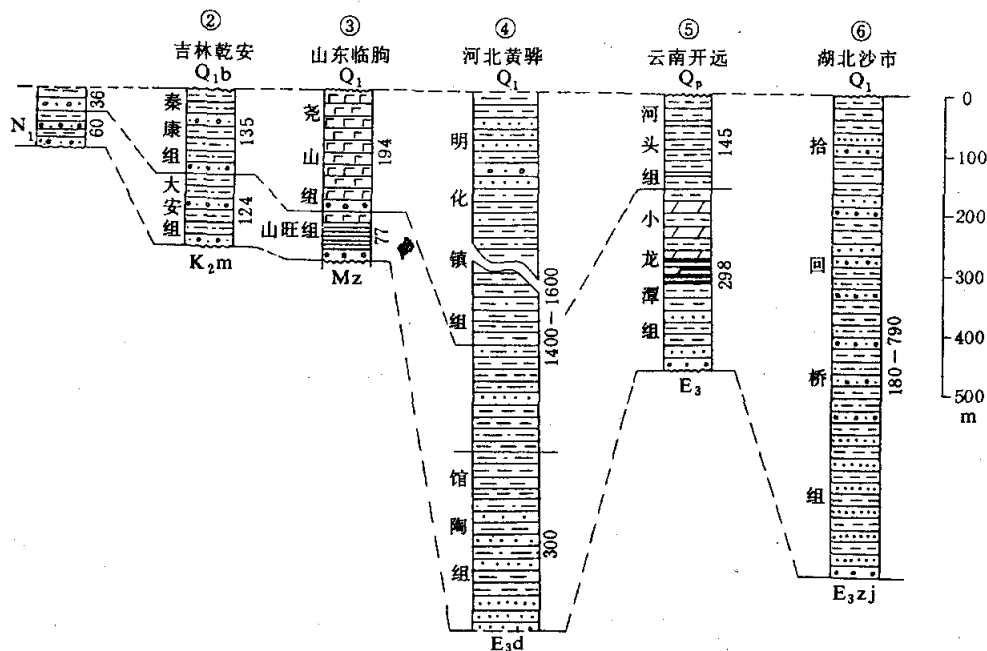 ② ③ ④ ⑤ ⑥
吉林乾安 山东临朐 河北黄骅 云南开远 湖北沙市
Q₁b Q₁ Q₁ Qₚ Q₁
N₁
36
60
秦康组
135
大安组
124
K₂m
尧山组
194
山旺组
77
Mz
明化镇组
1400—1600
馆陶组
300
E₃d
河头组
145
小龙潭组
298
E₃
拾回桥组
180—790
E₃zj
0
100
200
300
400
500
m